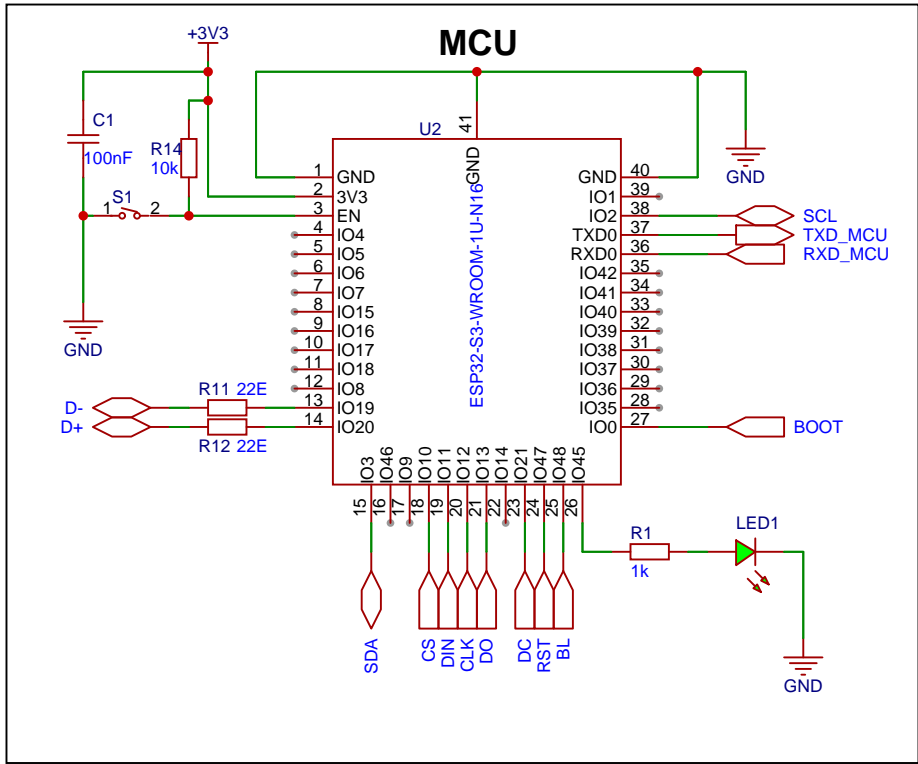 MCU
+3V3
C1
100nF
R14
10k
S1
1
2
GND
U2
41
GND
ESP32-S3-WROOM-1U-N16
GND
1 GND
2 3V3
3 EN
4 IO4
5 IO5
6 IO6
7 IO7
8 IO15
9 IO16
10 IO17
11 IO18
12 IO8
13 IO19
14 IO20
GND 40
IO1 39
IO2 38
TXD0 37
RXD0 36
IO42 35
IO41 34
IO40 33
IO39 32
IO38 31
IO37 30
IO36 29
IO35 28
IO0 27
SCL
TXD_MCU
RXD_MCU
BOOT
D-
R11 22E
D+
R12 22E
IO3 15
IO46 16
IO9 17
IO10 18
IO11 19
IO12 20
IO13 21
IO14 22
IO21 23
IO47 24
IO48 25
IO45 26
SDA
CS
DIN
CLK
DO
DC
RST
BL
R1
1k
LED1
GND